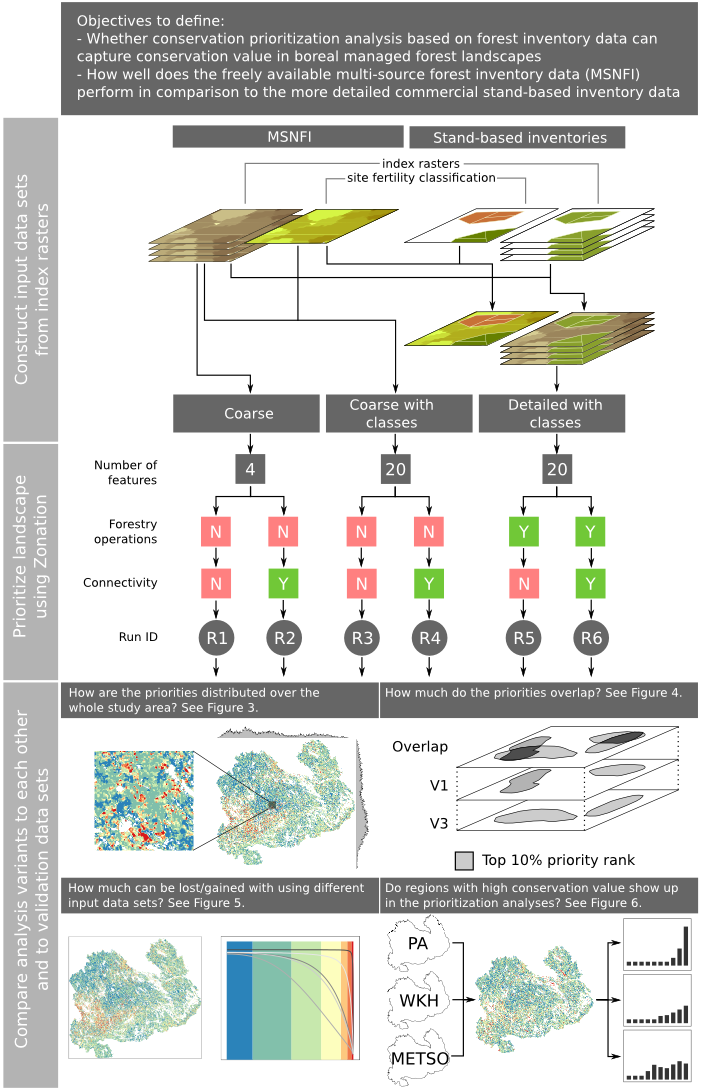 Objectives to define:
- Whether conservation prioritization analysis based on forest inventory data can
capture conservation value in boreal managed forest landscapes
- How well does the freely available multi-source forest inventory data (MSNFI)
perform in comparison to the more detailed commercial stand-based inventory data
Construct input data sets
from index rasters
MSNFI
Stand-based inventories
index rasters
site fertility classification
Coarse
Coarse with
classes
Detailed with
classes
Prioritize landscape
using Zonation
Number of
features
4
20
20
Forestry
operations
N
N
N
N
Y
Y
Connectivity
N
Y
N
Y
N
Y
Run ID
R1
R2
R3
R4
R5
R6
Compare analysis variants to each other
and to validation data sets
How are the priorities distributed over the
whole study area? See Figure 3.
How much do the priorities overlap? See Figure 4.
Overlap
V1
V3
Top 10% priority rank
How much can be lost/gained with using different
input data sets? See Figure 5.
Do regions with high conservation value show up
in the prioritization analyses? See Figure 6.
PA
WKH
METSO